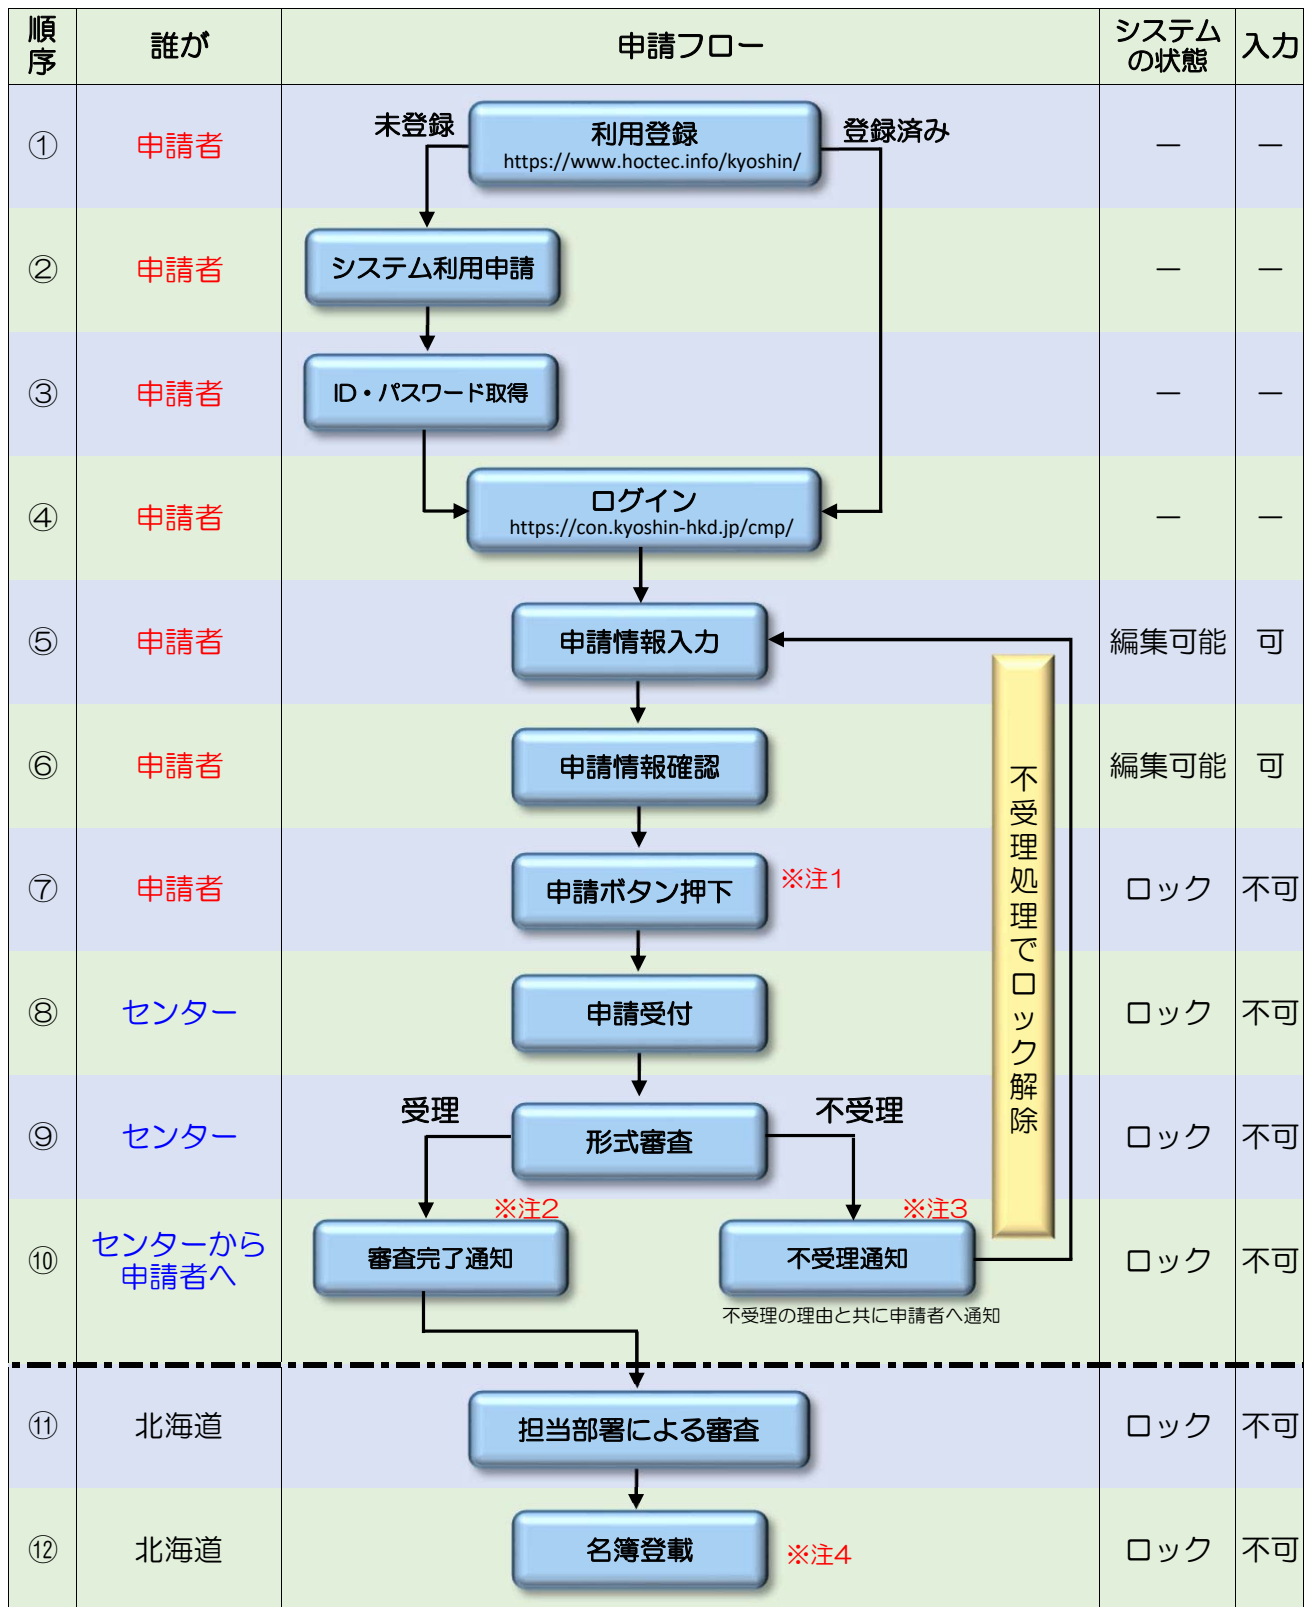 順序 誰が 申請フロー システムの状態 入力
① 申請者 未登録 利用登録 登録済み － －
https://www.hoctec.info/kyoshin/
② 申請者 システム利用申請 － －
③ 申請者 ID・パスワード取得 － －
④ 申請者 ログイン － －
https://con.kyoshin-hkd.jp/cmp/
⑤ 申請者 申請情報入力 編集可能 可
⑥ 申請者 申請情報確認 編集可能 可
不受理処理でロック解除
⑦ 申請者 申請ボタン押下 ※注1 ロック 不可
⑧ センター 申請受付 ロック 不可
⑨ センター 受理 形式審査 不受理 ロック 不可
※注2 ※注3
⑩ センターから申請者へ 審査完了通知 不受理通知 ロック 不可
不受理の理由と共に申請者へ通知
⑪ 北海道 担当部署による審査 ロック 不可
⑫ 北海道 名簿登載 ※注4 ロック 不可